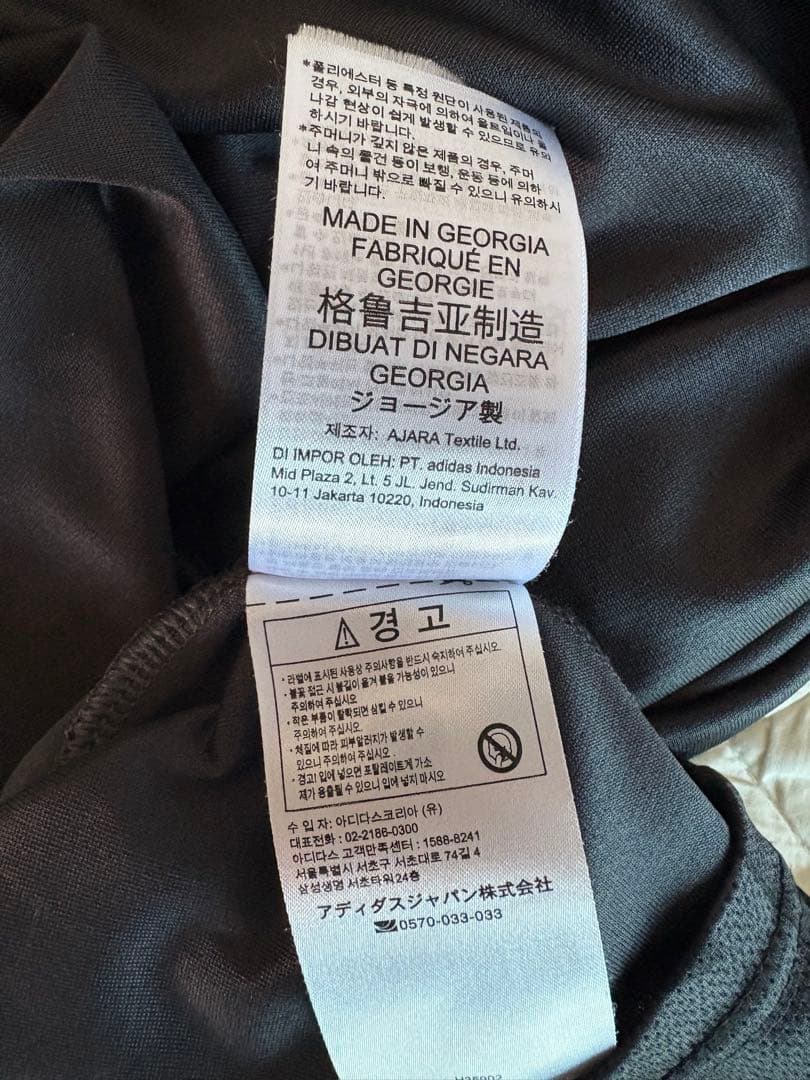 *폴리에스터 등 특정 원단이 사용된 제품의
경우, 외부의 자극에 의하여 올트임이나 올
나감 현상이 쉽게 발생할 수 있으므로 유의
하시기 바랍니다.
*주머니가 깊지 않은 제품의 경우, 주머
니 속의 물건 등이 보행, 운동 등에 의하
여 주머니 밖으로 빠질 수 있으니 유의하시
기 바랍니다.
MADE IN GEORGIA
FABRIQUÉ EN
GEORGIE
格鲁吉亚制造
DIBUAT DI NEGARA
GEORGIA
ジョージア製
제조자: AJARA Textile Ltd.
DI IMPOR OLEH: PT. adidas Indonesia
Mid Plaza 2, Lt. 5 JL. Jend. Sudirman Kav.
10-11 Jakarta 10220, Indonesia
경 고
· 라벨에 표시된 사용상 주의사항을 반드시 숙지하여 주십시오.
· 불꽃 접근 시 불길이 옮겨 붙을 가능성이 있으니
주의하여 주십시오
· 작은 부품이 탈락되면 삼킬 수 있으니
주의하여 주십시오.
· 체질에 따라 피부알러지가 발생할 수
있으니 주의하여 주십시오 .
· 경고! 입에 넣으면 프탈레이트계 가소
제가 용출될 수 있으니 입에 넣지 마시오
수 입 자: 아디다스코리아 (유)
대표전화 : 02-2186-0300
아디다스 고객만족센터 : 1588-8241
서울특별시 서초구 서초대로 74길 4
삼성생명 서초타워 24층
アディダスジャパン株式会社
0570-033-033